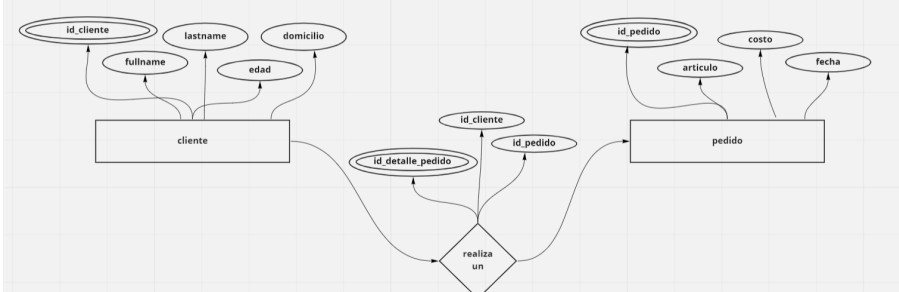 id_cliente
lastname
domicilio
fullname
edad
cliente
id_pedido
costo
articulo
fecha
pedido
id_cliente
id_pedido
id_detalle_pedido
realiza
un